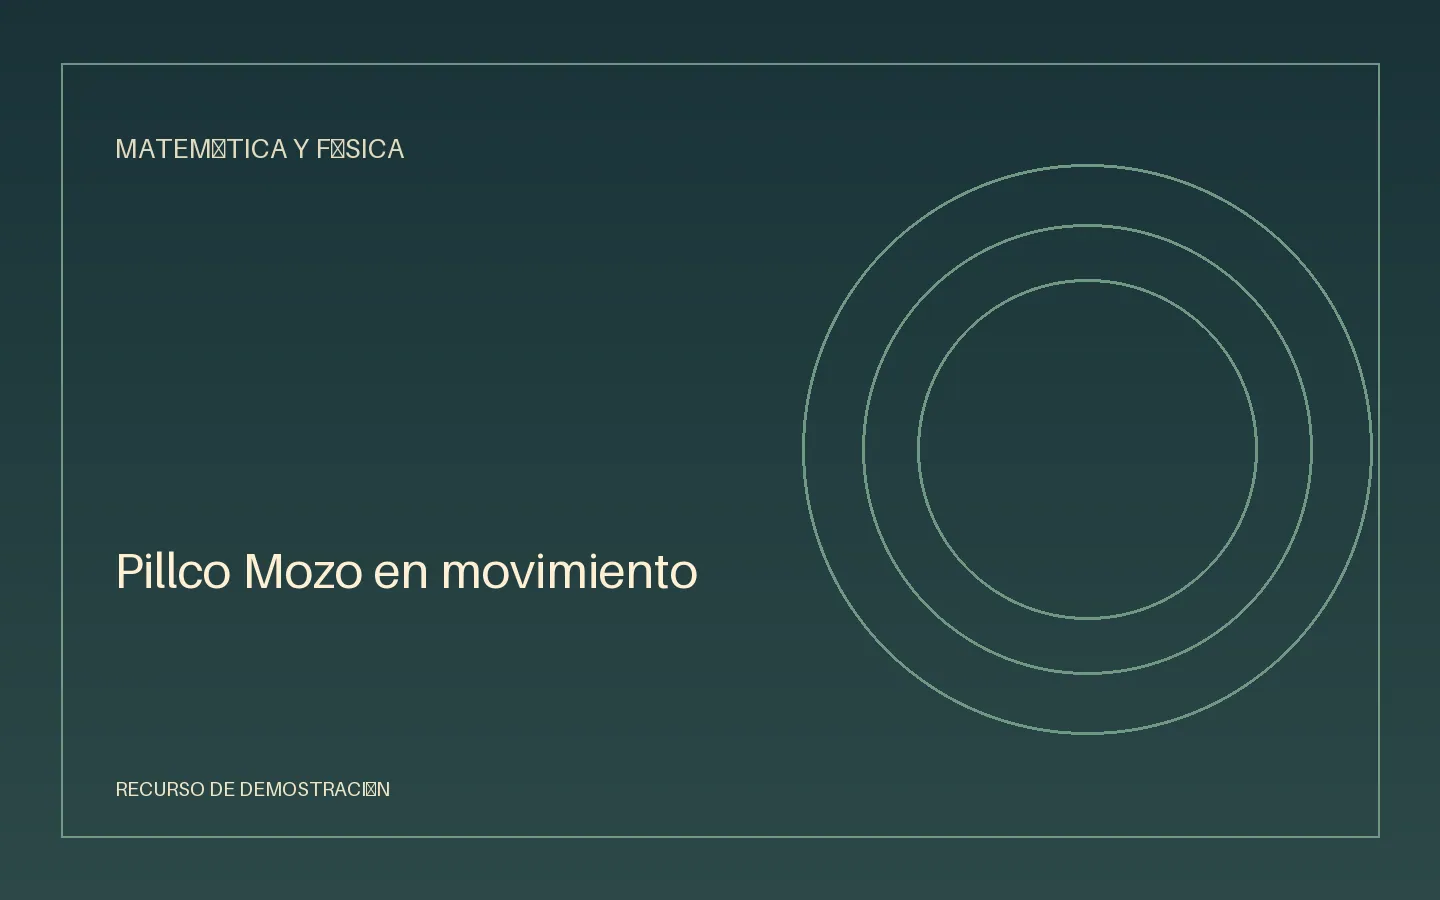 MATEM▯TICA Y F▯SICA
Pillco Mozo en movimiento
RECURSO DE DEMOSTRACI▯N